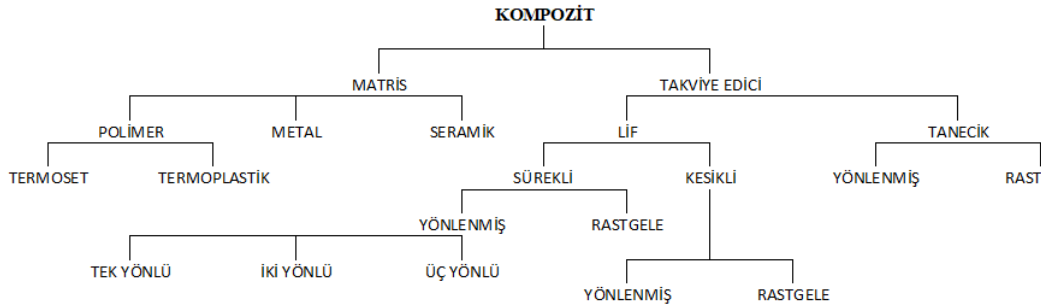 KOMPOZİT
MATRİS TAKVİYE EDİCİ
POLİMER METAL SERAMİK LİF TANECİK
TERMOSET TERMOPLASTİK SÜREKLİ KESİKLİ YÖNLENMİŞ RAST
YÖNLENMİŞ RASTGELE
TEK YÖNLÜ İKİ YÖNLÜ ÜÇ YÖNLÜ
YÖNLENMİŞ RASTGELE